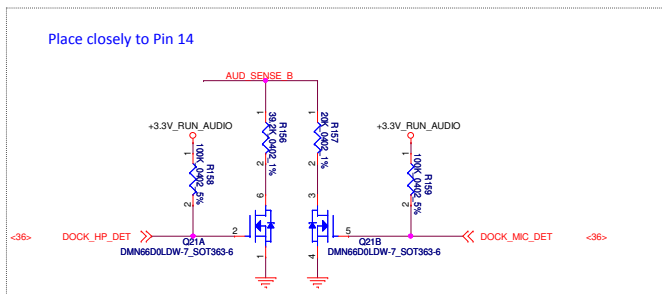 Place closely to Pin 14
AUD_SENSE_B
1
1
39.2K_0402_1%
R156
20K_0402_1%
R157
2
2
+3.3V_RUN_AUDIO
+3.3V_RUN_AUDIO
1
1
100K_0402_5%
R158
100K_0402_5%
R159
2
2
6
3
<36>
DOCK_HP_DET
2
5
DOCK_MIC_DET
<36>
Q21A
DMN66D0LDW-7_SOT363-6
Q21B
DMN66D0LDW-7_SOT363-6
1
4